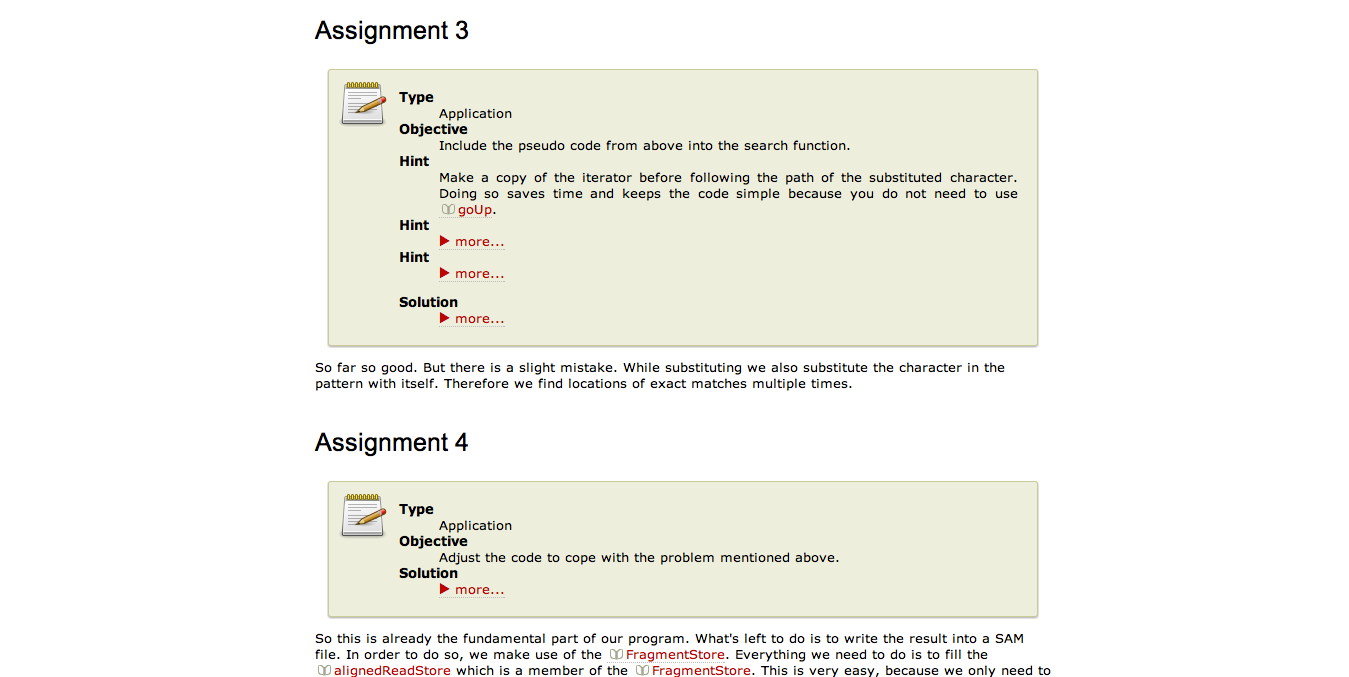 Assignment 3
Type
Application
Objective
Include the pseudo code from above into the search function.
Hint
Make a copy of the iterator before following the path of the substituted character.
Doing so saves time and keeps the code simple because you do not need to use
goUp.
Hint
more...
Hint
more...
Solution
more...
So far so good. But there is a slight mistake. While substituting we also substitute the character in the
pattern with itself. Therefore we find locations of exact matches multiple times.
Assignment 4
Type
Application
Objective
Adjust the code to cope with the problem mentioned above.
Solution
more...
So this is already the fundamental part of our program. What's left to do is to write the result into a SAM
file. In order to do so, we make use of the FragmentStore. Everything we need to do is to fill the
alignedReadStore which is a member of the FragmentStore. This is very easy, because we only need to